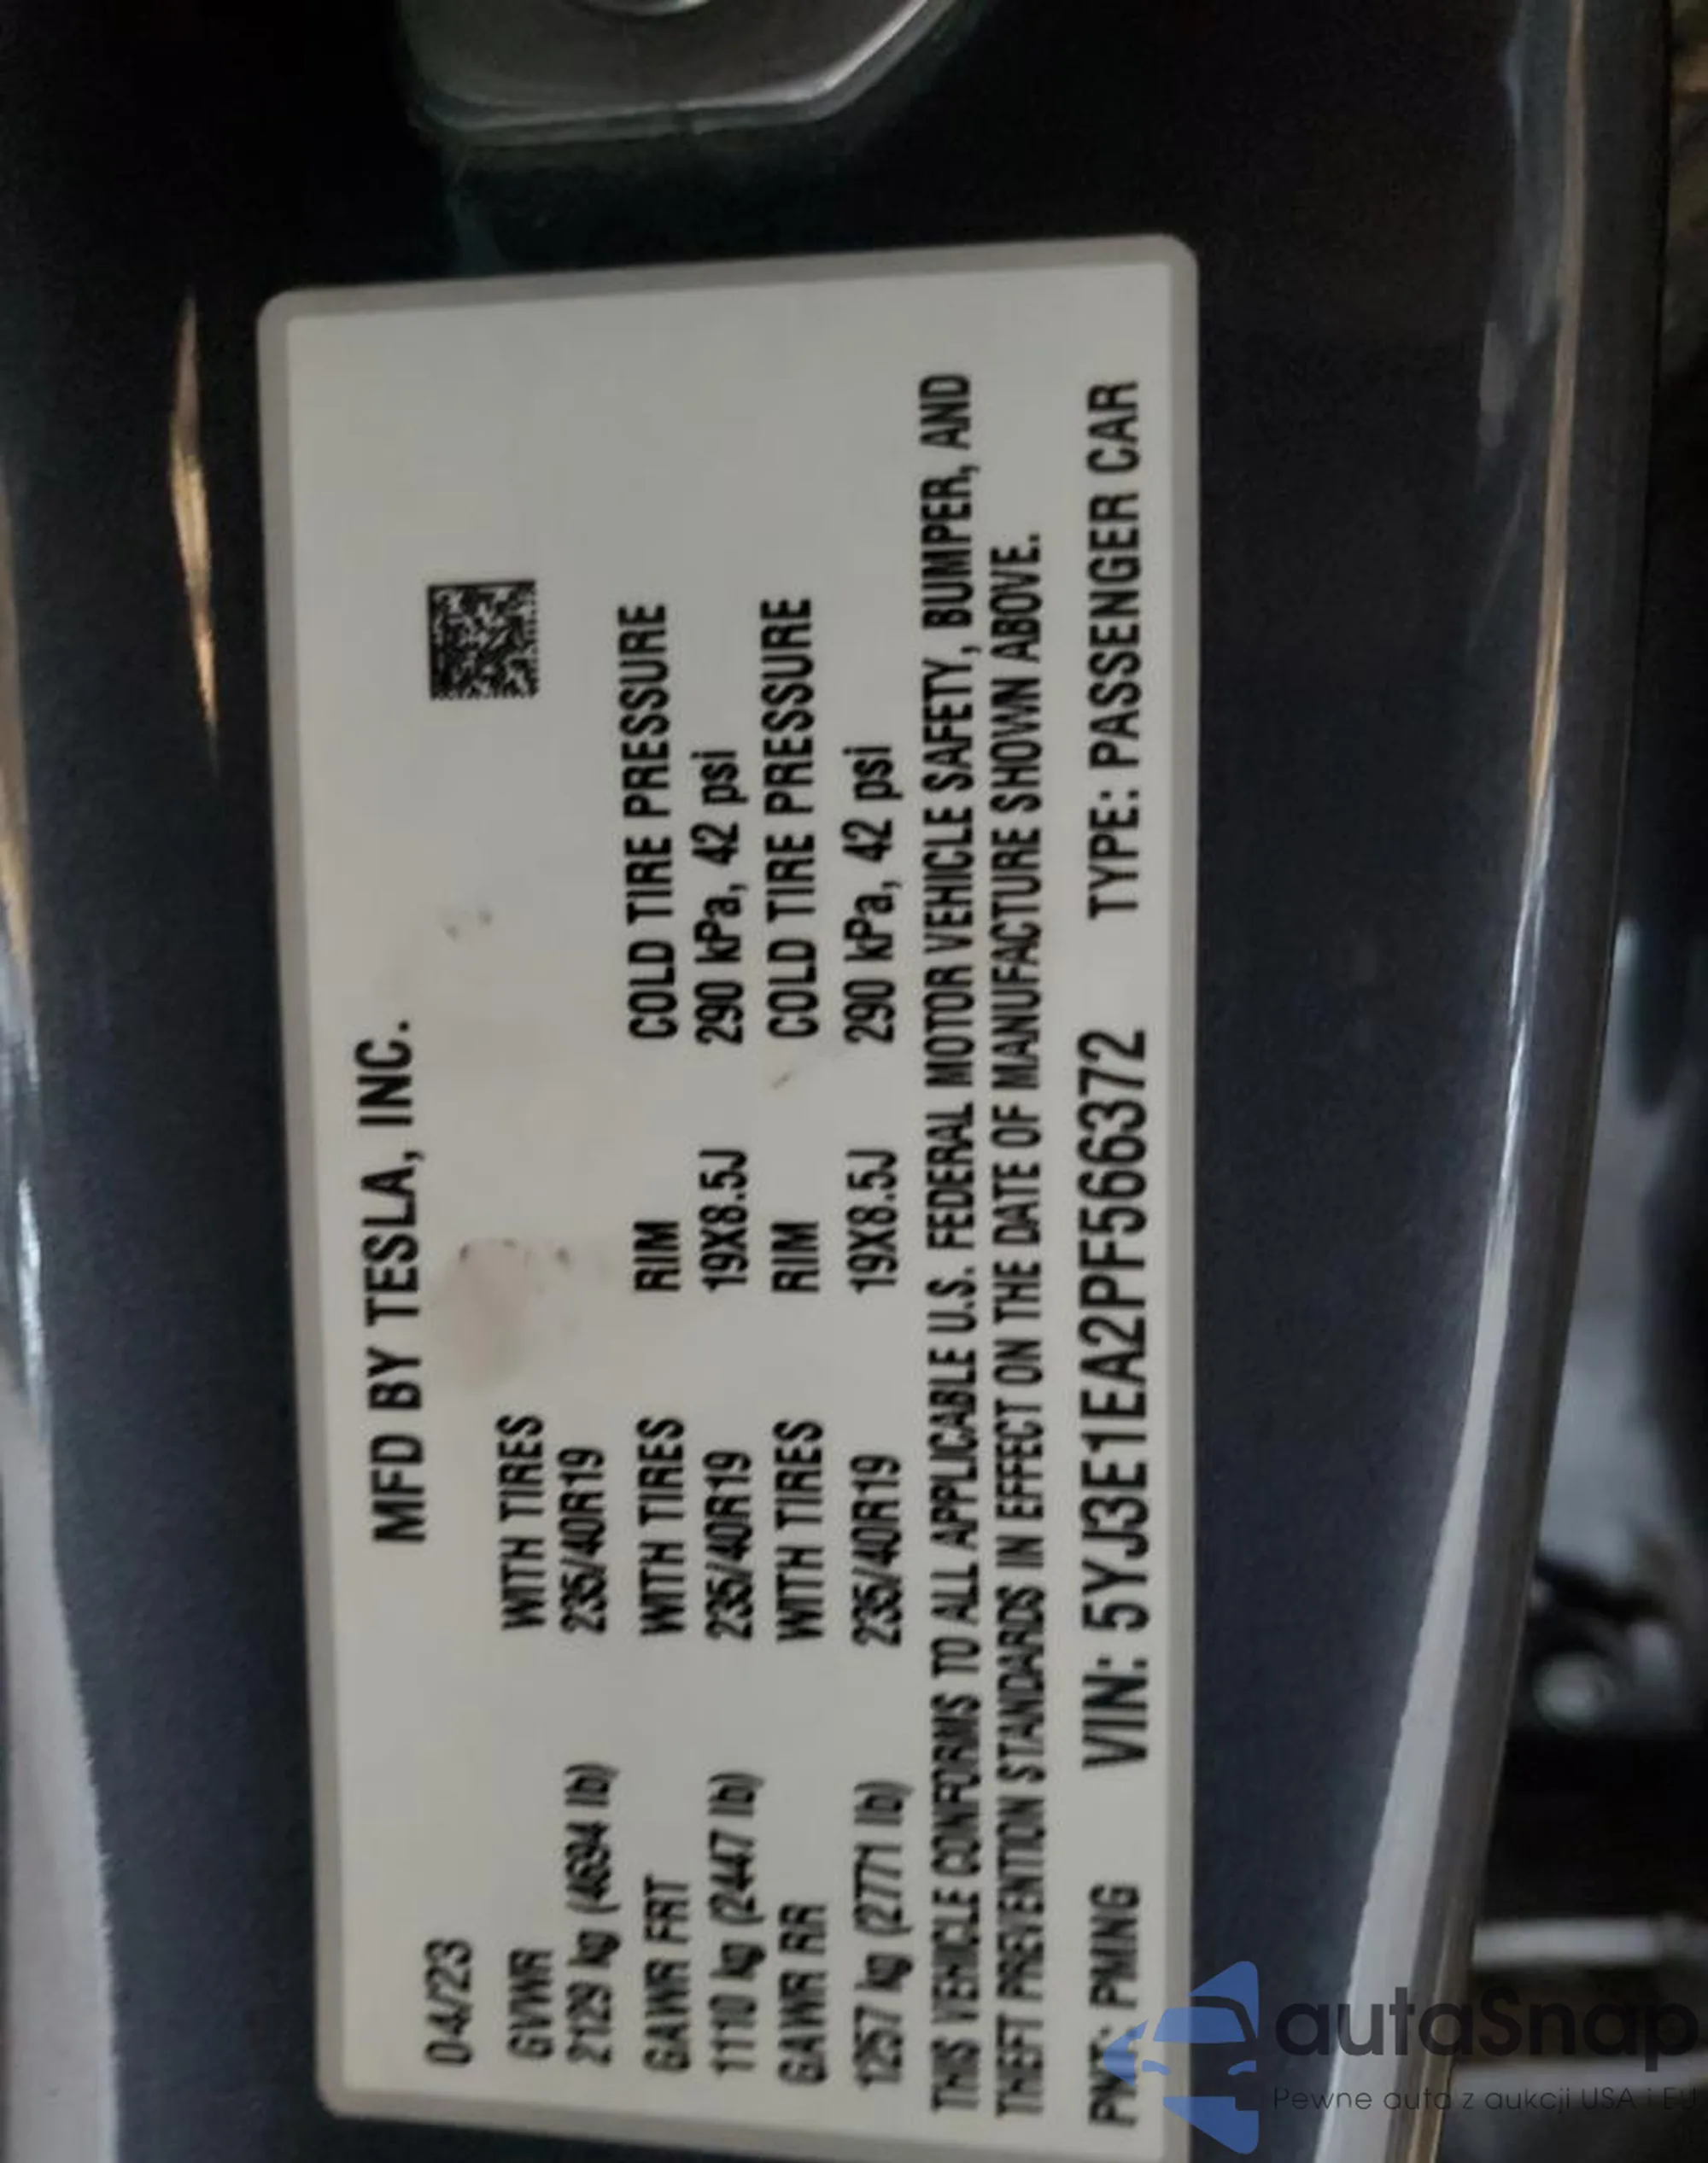 MFD BY TESLA, INC.
04/23
GVWR WITH TIRES
2129 kg (4694 lb) 235/40R19
GAWR FRT WITH TIRES RIM COLD TIRE PRESSURE
1110 kg (2447 lb) 235/40R19 19X8.5J 290 kPa, 42 psi
GAWR RR WITH TIRES RIM COLD TIRE PRESSURE
1257 kg (2771 lb) 235/40R19 19X8.5J 290 kPa, 42 psi
THIS VEHICLE CONFORMS TO ALL APPLICABLE U.S. FEDERAL MOTOR VEHICLE SAFETY, BUMPER, AND
THEFT PREVENTION STANDARDS IN EFFECT ON THE DATE OF MANUFACTURE SHOWN ABOVE.
PNT: PMNG VIN: 5YJ3E1EA2PF566372 TYPE: PASSENGER CAR
autaSnap
Pewne auta z aukcji USA i EU